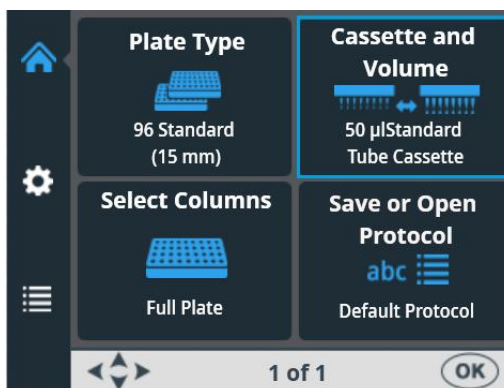 Plate Type
96 Standard
(15 mm)
Cassette and
Volume
50 µlStandard
Tube Cassette
Select Columns
Full Plate
Save or Open
Protocol
abc
Default Protocol
1 of 1
OK